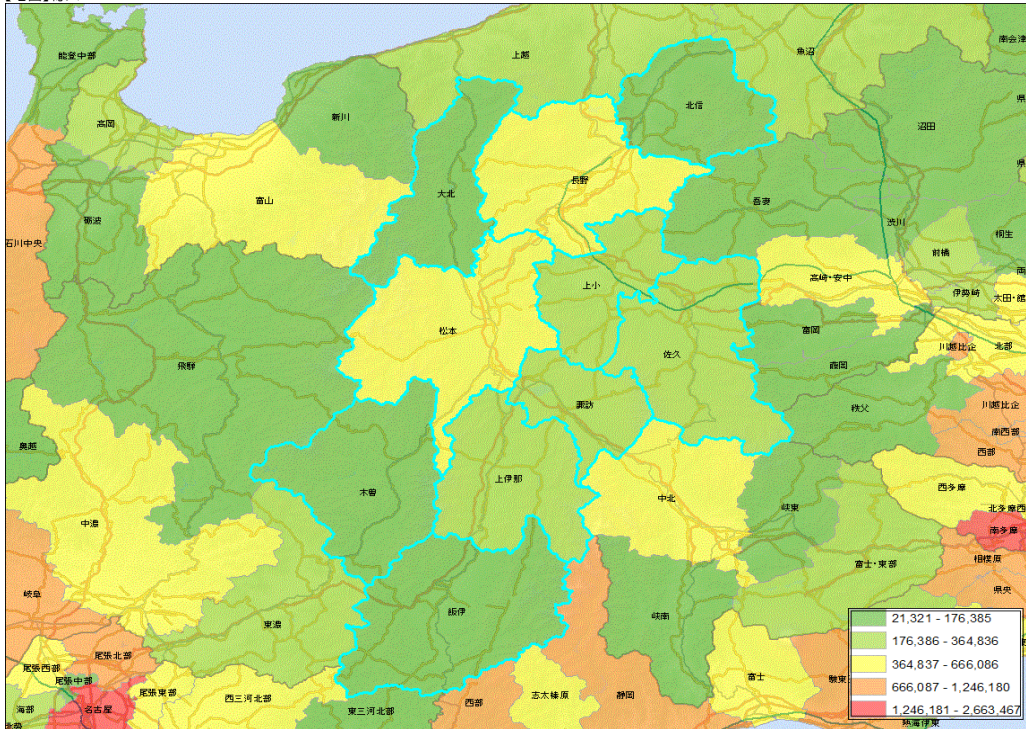 能登中部
上越
魚沼
南会津
新川
北信
高岡
沼田
県
県
富山
大北
長野
吾妻
砺波
渋川
桐生
石川中央
前橋
高崎・安中
上小
伊勢崎
太田・館
松本
富岡
川越比企
北部
飛騨
佐久
藤岡
諏訪
秩父
川越比企
南西部
奥越
西部
木曽
上伊那
中北
西多摩
中濃
峡東
北多摩西
南多摩
富士・東部
相模原
県央
岐阜
飯伊
峡南
東濃
尾張北部
尾張西部
尾張中部
尾張東部
西三河北部
志太榛原
静岡
富士
駿東
海部
名古屋
東三河北部
西部
熱海伊東
21,321 - 176,385
176,386 - 364,836
364,837 - 666,086
666,087 - 1,246,180
1,246,181 - 2,663,467